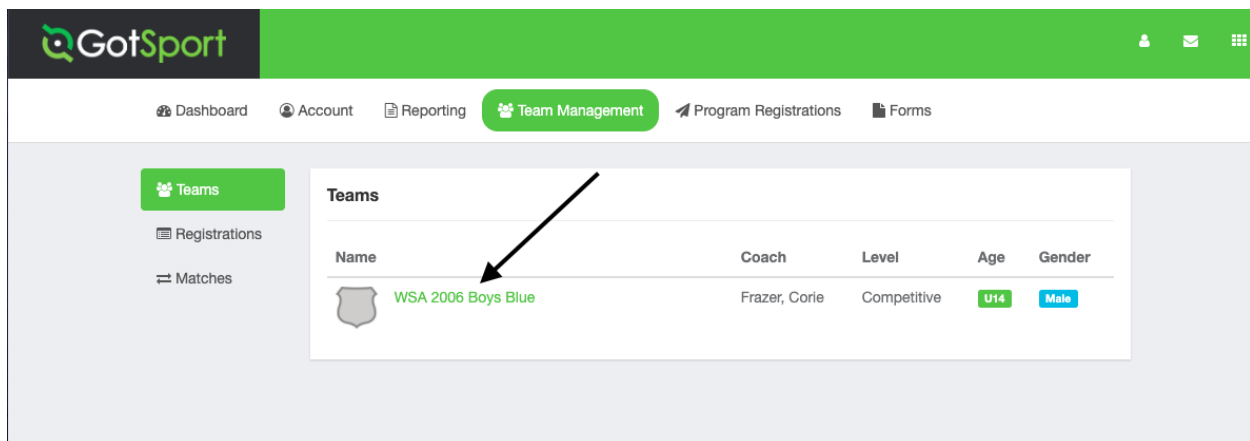 GotSport
Dashboard Account Reporting Team Management Program Registrations Forms
Teams
Registrations
Matches
Teams
Name Coach Level Age Gender
WSA 2006 Boys Blue Frazer, Corie Competitive U14 Male